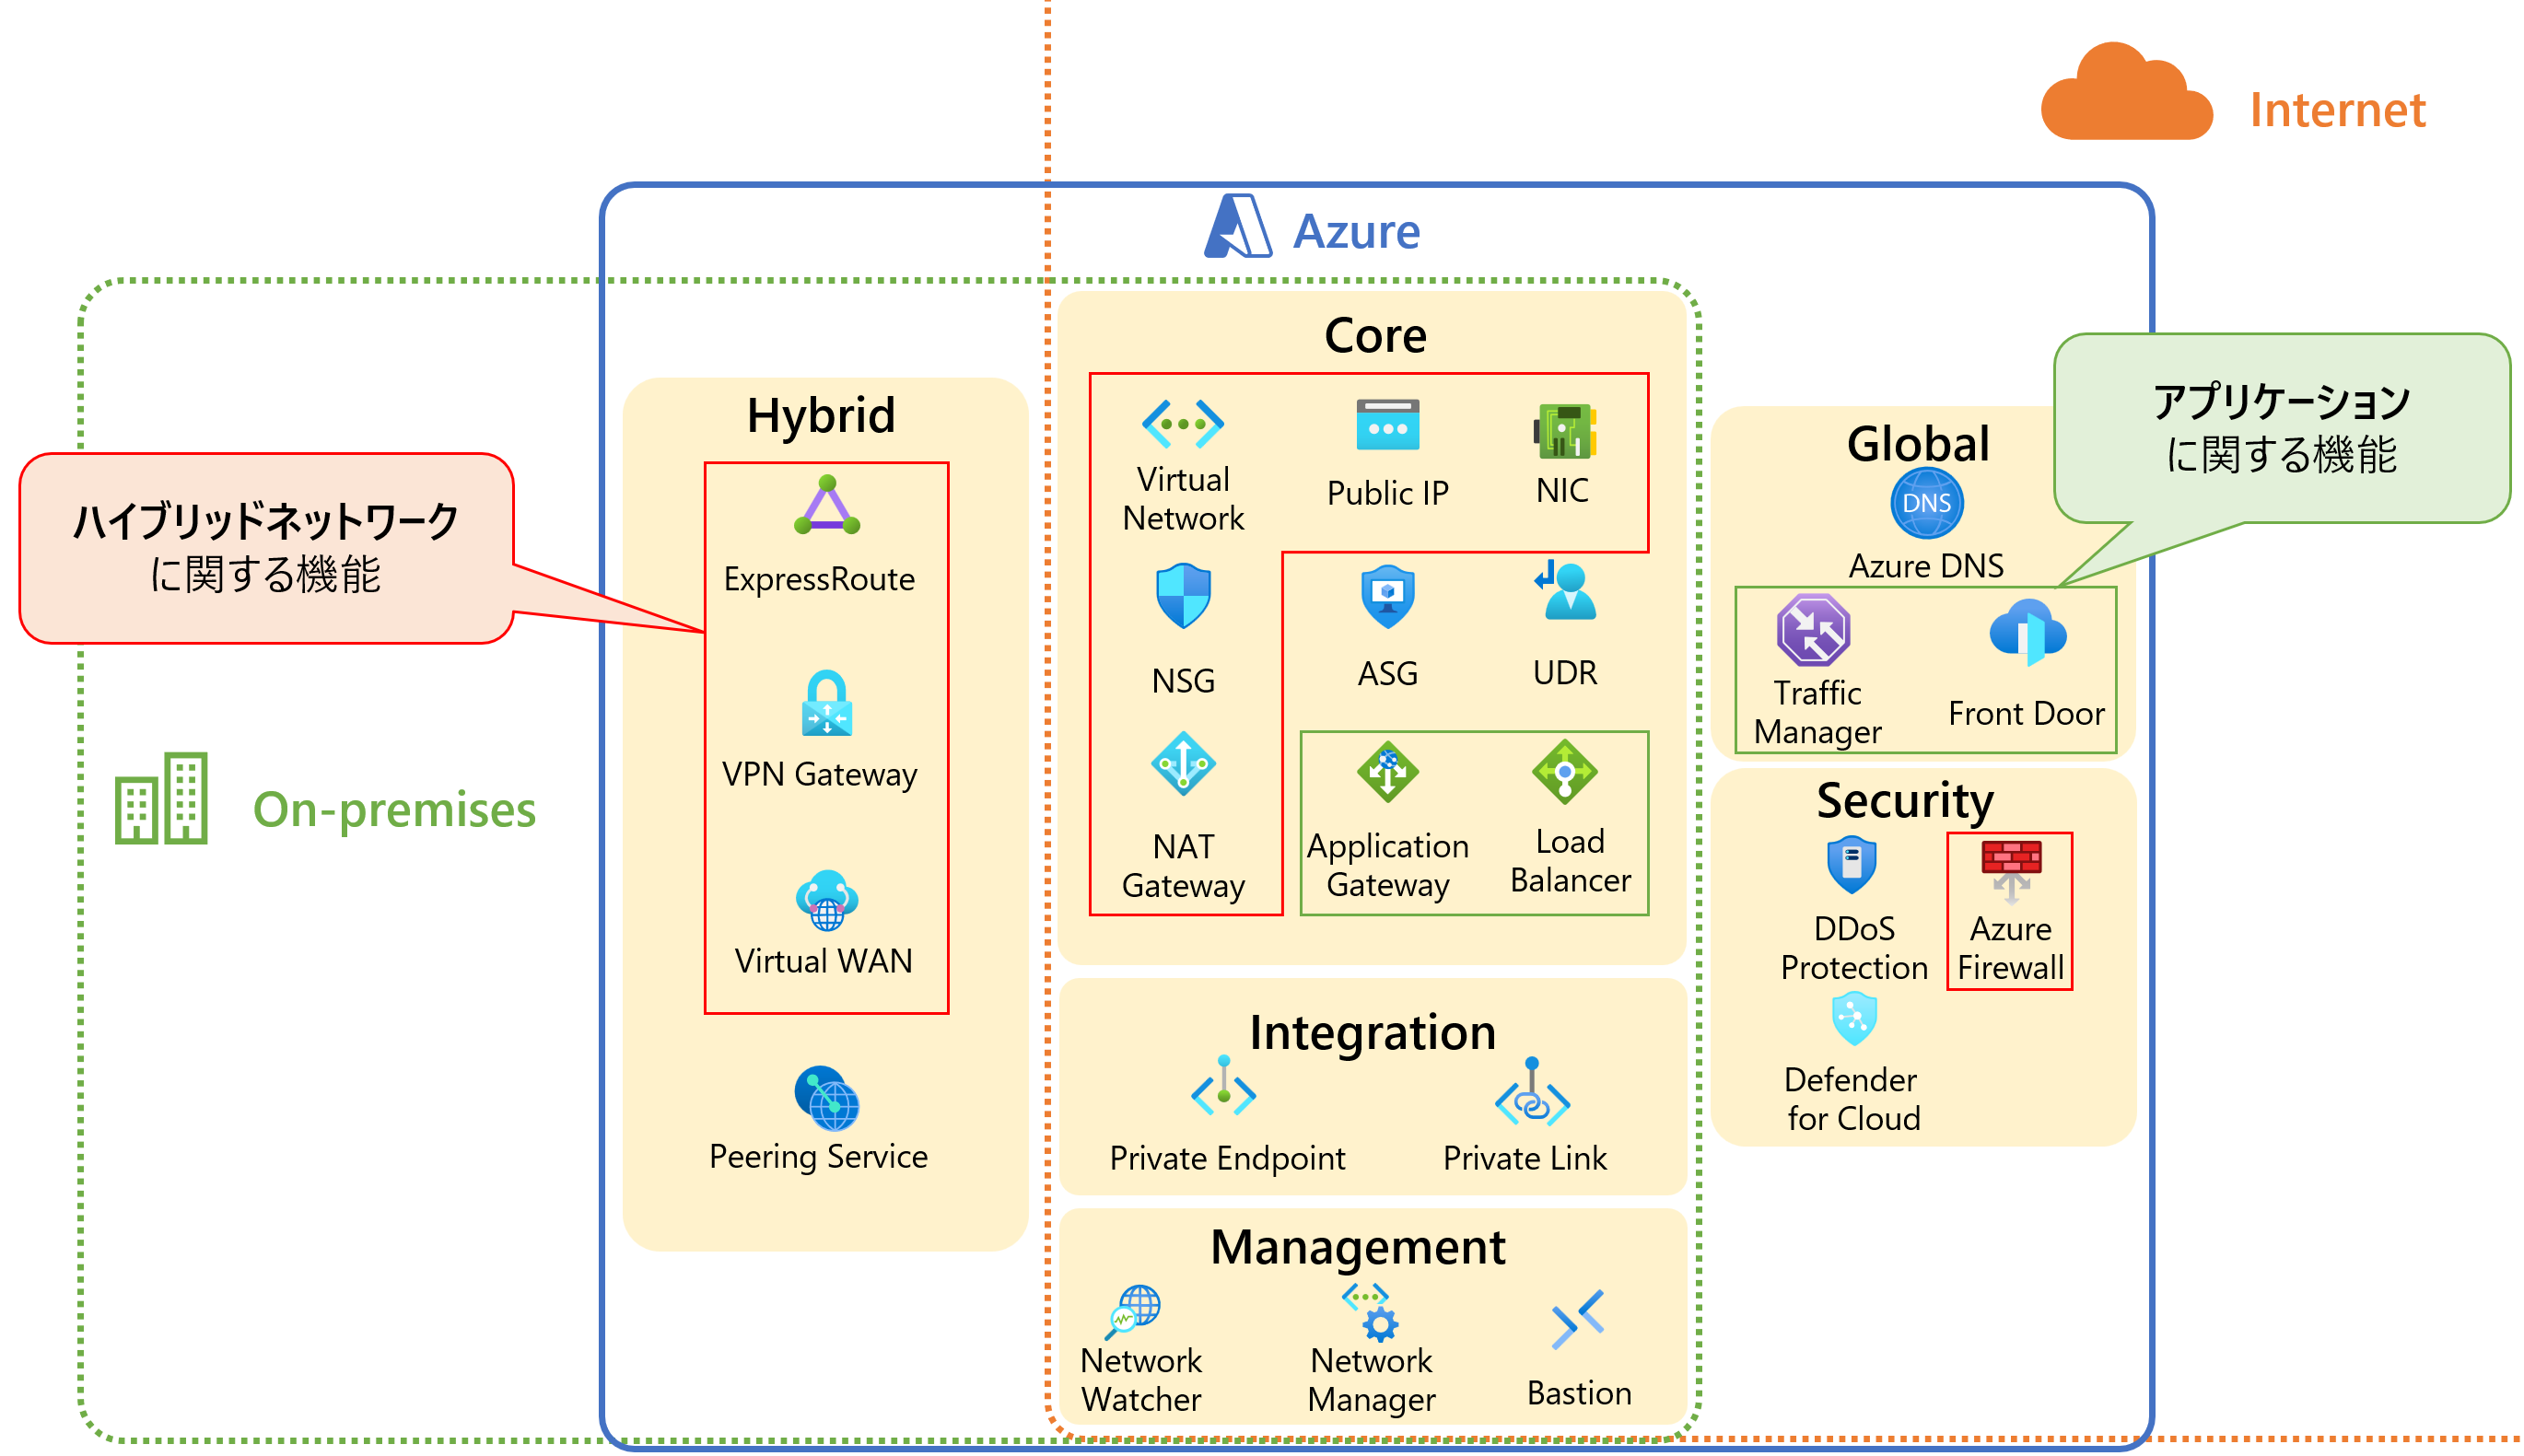 Internet
Azure
Core
Virtual
Network
Public IP
NIC
NSG
ASG
UDR
NAT
Gateway
Application
Gateway
Load
Balancer
Hybrid
ExpressRoute
VPN Gateway
Virtual WAN
Peering Service
ハイブリッドネットワーク
に関する機能
On-premises
アプリケーション
に関する機能
Global
DNS
Azure DNS
Traffic
Manager
Front Door
Security
DDoS
Protection
Azure
Firewall
Defender
for Cloud
Integration
Private Endpoint
Private Link
Management
Network
Watcher
Network
Manager
Bastion